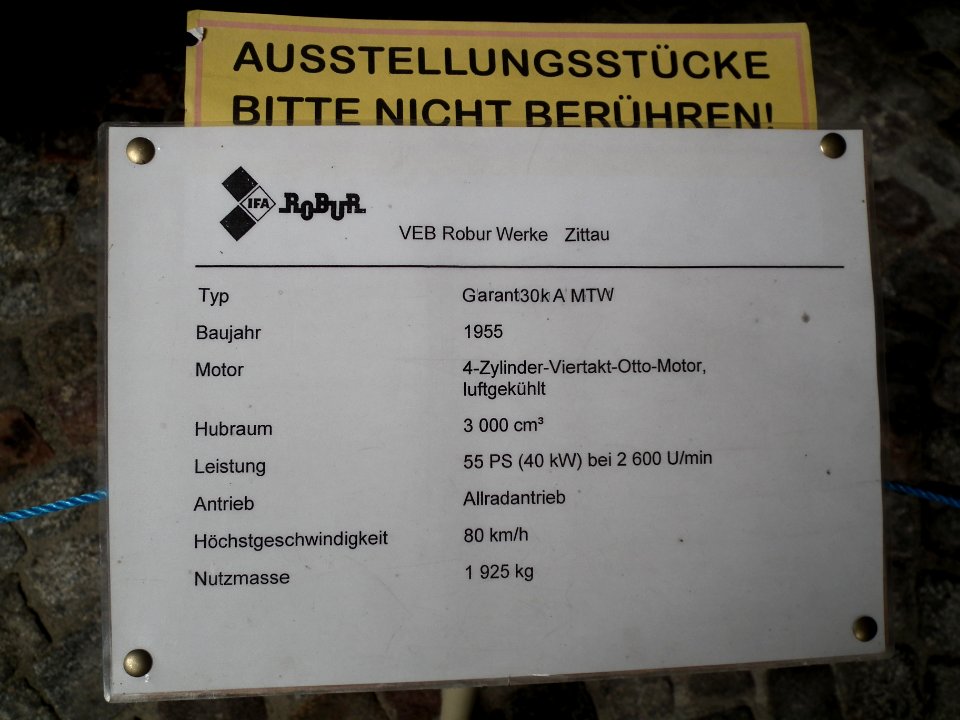 AUSSTELLUNGSSTÜCKE
BITTE NICHT BERÜHREN!
IFA ROBUR
VEB Robur Werke Zittau
Typ Garant30k A MTW
Baujahr 1955
Motor 4-Zylinder-Viertakt-Otto-Motor,
luftgekühlt
Hubraum 3 000 cm³
Leistung 55 PS (40 kW) bei 2 600 U/min
Antrieb Allradantrieb
Höchstgeschwindigkeit 80 km/h
Nutzmasse 1 925 kg